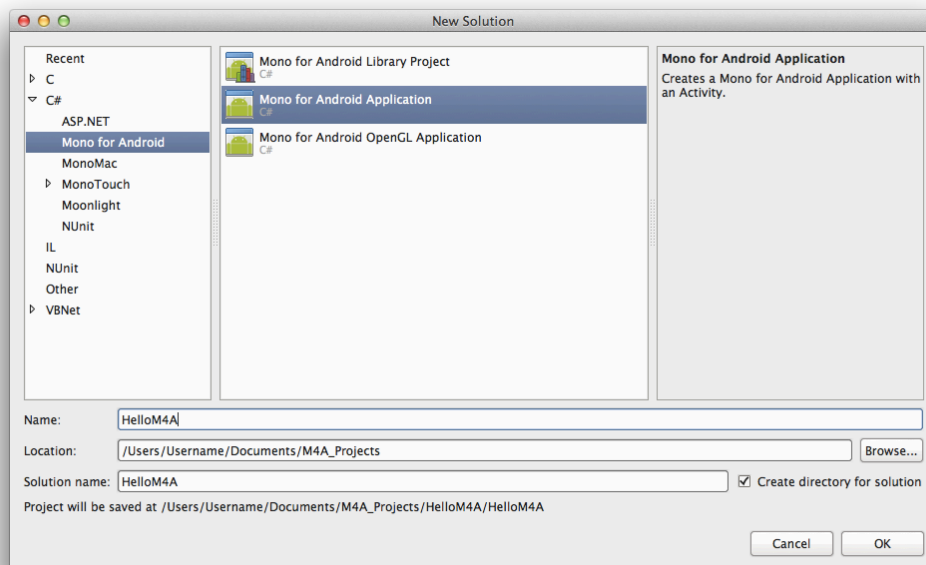 New Solution
Recent
C
C#
ASP.NET
Mono for Android
MonoMac
MonoTouch
Moonlight
NUnit
IL
NUnit
Other
VBNet
Mono for Android Library Project
C#
Mono for Android Application
C#
Mono for Android OpenGL Application
C#
Mono for Android Application
Creates a Mono for Android Application with
an Activity.
Name: HelloM4A
Location: /Users/Username/Documents/M4A_Projects Browse...
Solution name: HelloM4A Create directory for solution
Project will be saved at /Users/Username/Documents/M4A_Projects/HelloM4A/HelloM4A
Cancel OK